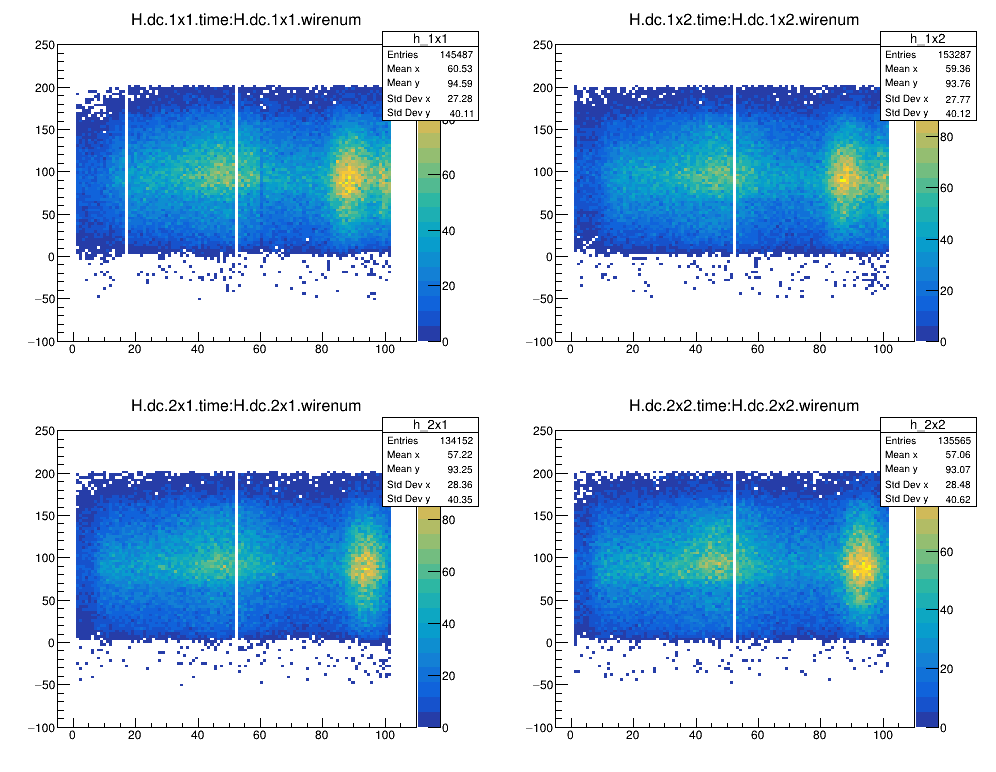 H.dc.1x1.time:H.dc.1x1.wirenum
h_1x1
Entries 145487
Mean x 60.53
Mean y 94.59
Std Dev x 27.28
Std Dev y 40.11
250
200
150
100
50
0
−50
−100
0 20 40 60 80 100
80
60
40
20
0
H.dc.1x2.time:H.dc.1x2.wirenum
h_1x2
Entries 153287
Mean x 59.36
Mean y 93.76
Std Dev x 27.77
Std Dev y 40.12
250
200
150
100
50
0
−50
−100
0 20 40 60 80 100
80
60
40
20
0
H.dc.2x1.time:H.dc.2x1.wirenum
h_2x1
Entries 134152
Mean x 57.22
Mean y 93.25
Std Dev x 28.36
Std Dev y 40.35
250
200
150
100
50
0
−50
−100
0 20 40 60 80 100
80
60
40
20
0
H.dc.2x2.time:H.dc.2x2.wirenum
h_2x2
Entries 135565
Mean x 57.06
Mean y 93.07
Std Dev x 28.48
Std Dev y 40.62
250
200
150
100
50
0
−50
−100
0 20 40 60 80 100
60
40
20
0